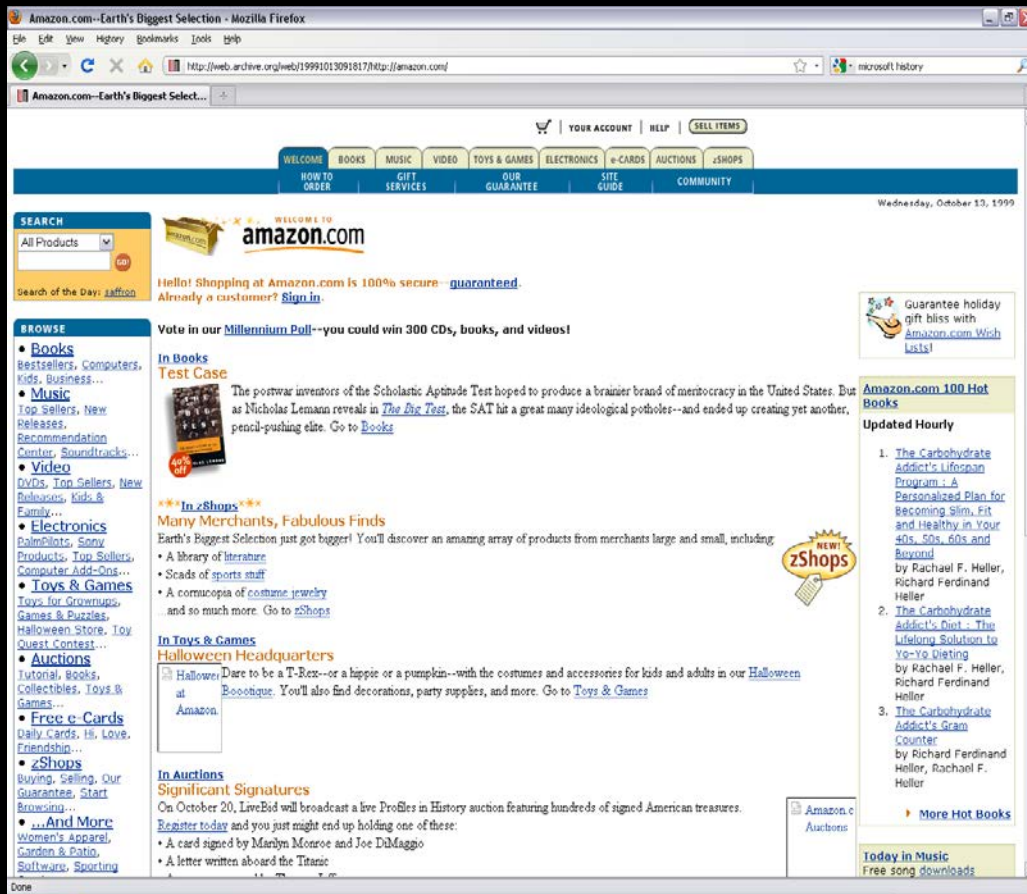 Amazon.com--Earth's Biggest Selection - Mozilla Firefox
File Edit View History Bookmarks Tools Help
http://web.archive.org/web/19991013091817/http://amazon.com/
microsoft history
Amazon.com--Earth's Biggest Select...
YOUR ACCOUNT | HELP | SELL ITEMS
WELCOME BOOKS MUSIC VIDEO TOYS & GAMES ELECTRONICS e-CARDS AUCTIONS zSHOPS
HOW TO ORDER | GIFT SERVICES | OUR GUARANTEE | SITE GUIDE | COMMUNITY
Wednesday, October 13, 1999
SEARCH
All Products
GO!
Search of the Day: saffron
BROWSE
• Books
Bestsellers, Computers,
Kids, Business...
• Music
Top Sellers, New
Releases,
Recommendation
Center, Soundtracks...
• Video
DVDs, Top Sellers, New
Releases, Kids &
Family...
• Electronics
PalmPilots, Sony
Products, Top Sellers,
Computer Add-Ons...
• Toys & Games
Toys for Grownups,
Games & Puzzles,
Halloween Store, Toy
Quest Contest...
• Auctions
Tutorial, Books,
Collectibles, Toys &
Games...
• Free e-Cards
Daily Cards, Hi, Love,
Friendship...
• zShops
Buying, Selling, Our
Guarantee, Start
Browsing...
• ...And More
Women's Apparel,
Garden & Patio,
Software, Sporting
WELCOME TO
amazon.com
Hello! Shopping at Amazon.com is 100% secure--guaranteed.
Already a customer? Sign in.
Vote in our Millennium Poll--you could win 300 CDs, books, and videos!
In Books
Test Case
The postwar inventors of the Scholastic Aptitude Test hoped to produce a brainier brand of meritocracy in the United States. But
as Nicholas Lemann reveals in The Big Test, the SAT hit a great many ideological potholes--and ended up creating yet another,
pencil-pushing elite. Go to Books
40% off
In zShops
Many Merchants, Fabulous Finds
Earth's Biggest Selection just got bigger! You'll discover an amazing array of products from merchants large and small, including:
• A library of literature
• Scads of sports stuff
• A cornucopia of costume jewelry
...and so much more. Go to zShops
NEW!
zShops
In Toys & Games
Halloween Headquarters
Dare to be a T-Rex--or a hippie or a pumpkin--with the costumes and accessories for kids and adults in our Halloween
Boootique. You'll also find decorations, party supplies, and more. Go to Toys & Games
Hallowe
at
Amazon.
In Auctions
Significant Signatures
On October 20, LiveBid will broadcast a live Profiles in History auction featuring hundreds of signed American treasures.
Register today and you just might end up holding one of these:
• A card signed by Marilyn Monroe and Joe DiMaggio
• A letter written aboard the Titanic
Amazon.c
Auctions
Guarantee holiday
gift bliss with
Amazon.com Wish
Lists!
Amazon.com 100 Hot
Books
Updated Hourly
1. The Carbohydrate
Addict's Lifespan
Program : A
Personalized Plan for
Becoming Slim, Fit
and Healthy in Your
40s, 50s, 60s and
Beyond
by Rachael F. Heller,
Richard Ferdinand
Heller
2. The Carbohydrate
Addict's Diet : The
Lifelong Solution to
Yo-Yo Dieting
by Rachael F. Heller,
Richard Ferdinand
Heller
3. The Carbohydrate
Addict's Gram
Counter
by Richard Ferdinand
Heller, Rachael F.
Heller
More Hot Books
Today in Music
Free song downloads
Done